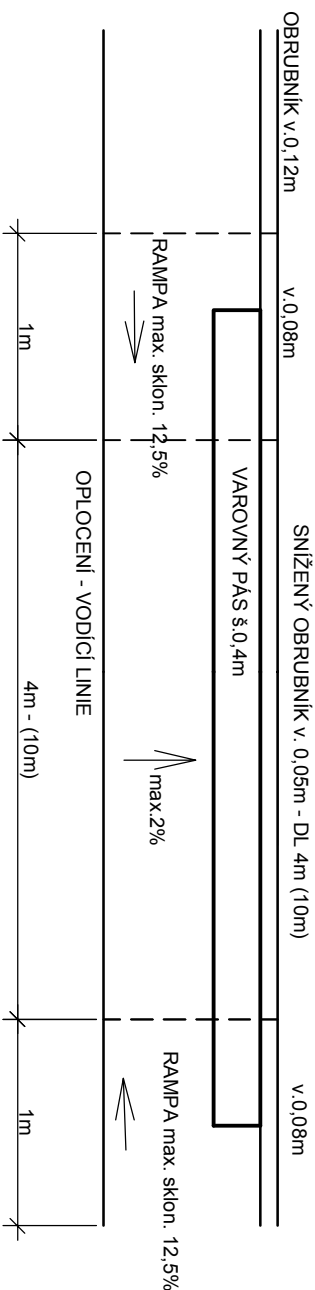 OBRUBNÍK v.0,12m
v.0,08m
SNÍŽENÝ OBRUBNÍK v. 0,05m - DL 4m (10m)
v.0,08m
VAROVNÝ PÁS š.0,4m
RAMPA max. sklon. 12,5%
max.2%
RAMPA max. sklon. 12,5%
OPLOCENÍ - VODÍCÍ LINIE
1m
4m - (10m)
1m